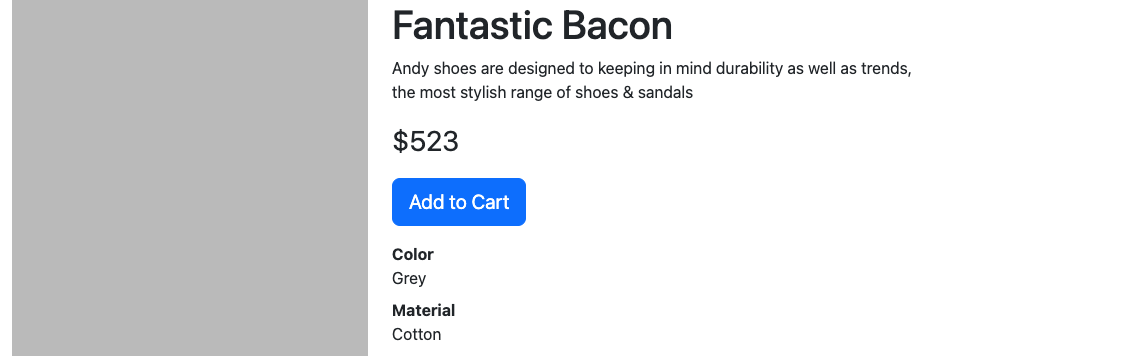 Fantastic Bacon
Andy shoes are designed to keeping in mind durability as well as trends,
the most stylish range of shoes & sandals
$523
Add to Cart
Color
Grey
Material
Cotton